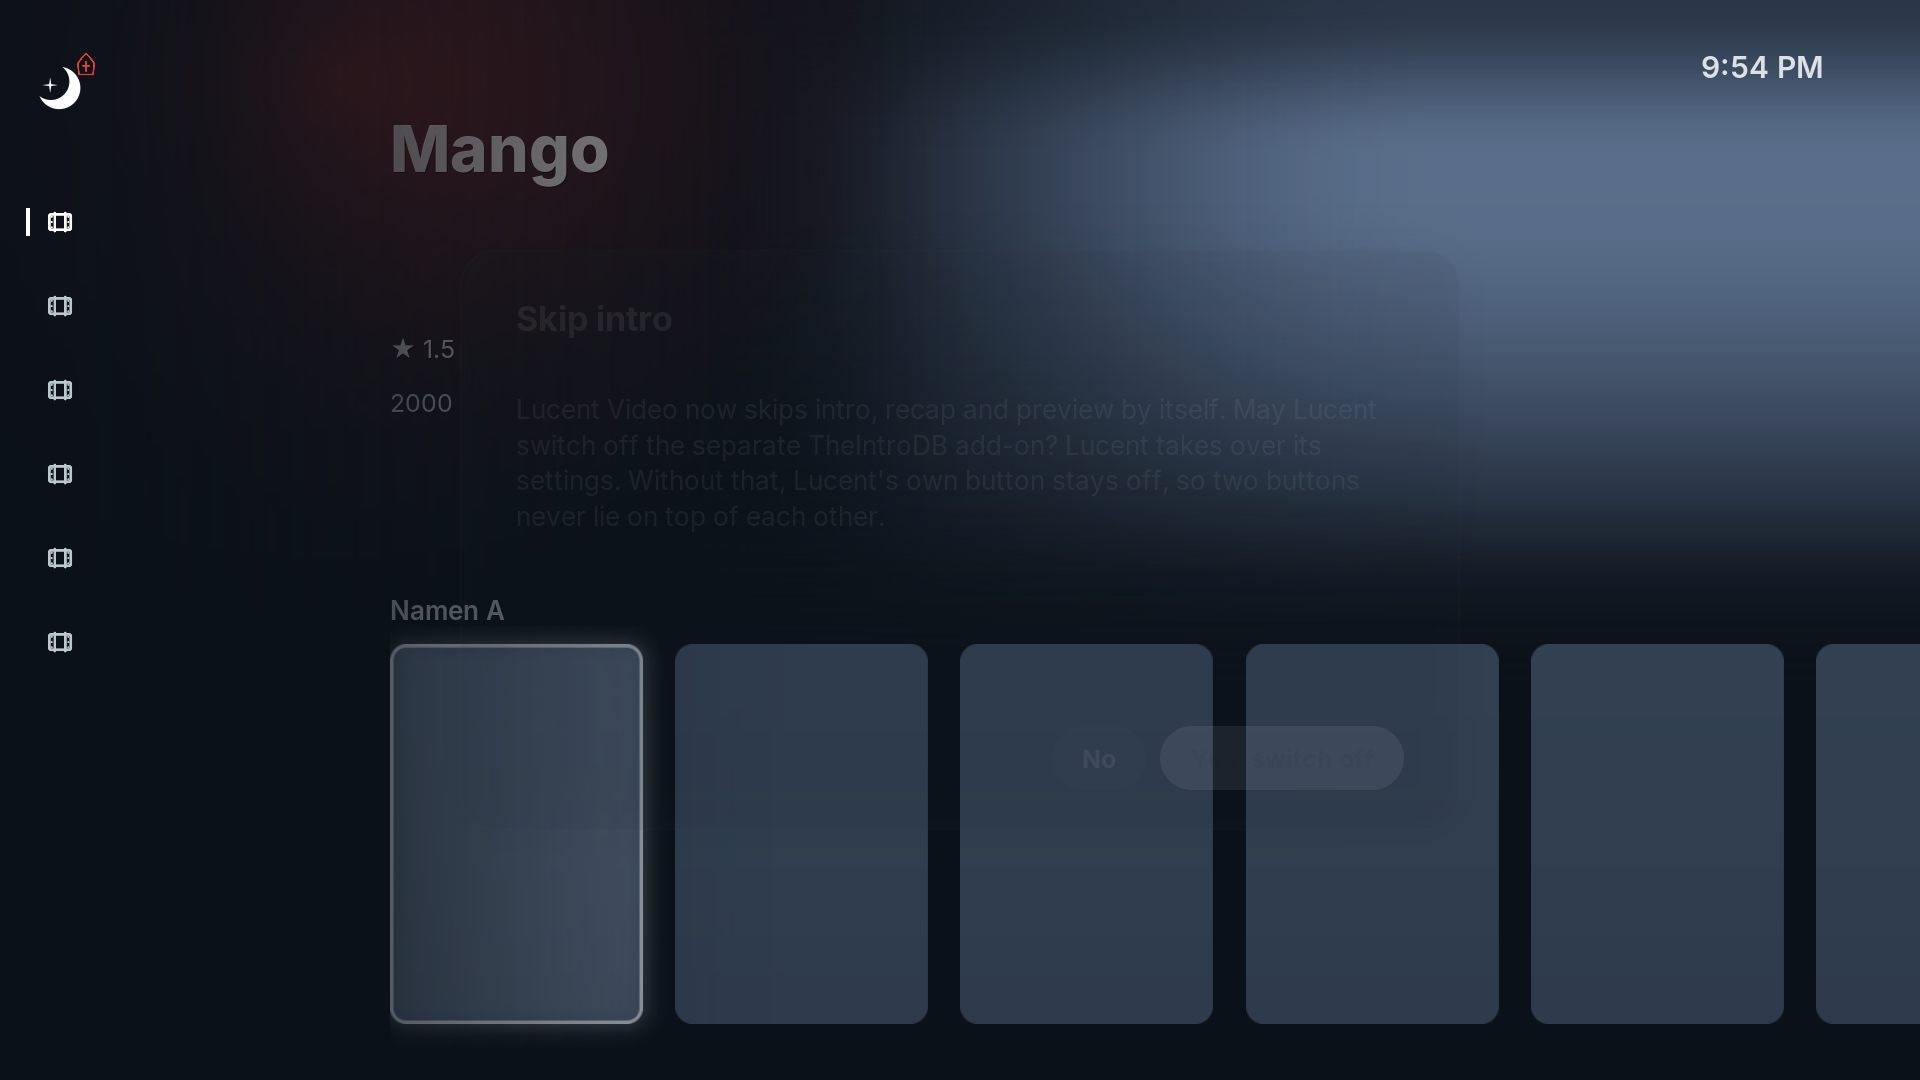 9:54 PM
Mango
Skip intro
★ 1.5
2000
Lucent Video now skips intro, recap and preview by itself. May Lucent
switch off the separate TheIntroDB add-on? Lucent takes over its
settings. Without that, Lucent's own button stays off, so two buttons
never lie on top of each other.
Namen A
No
Yes, switch off